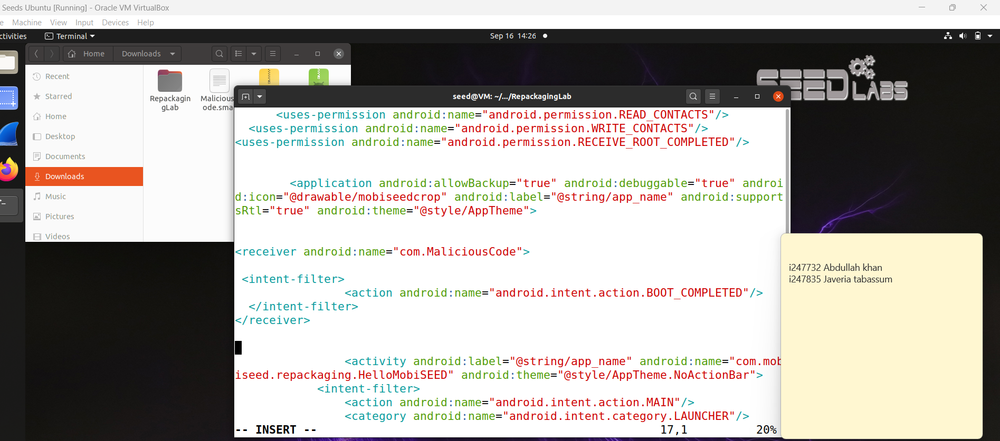 Seeds Ubuntu [Running] - Oracle VM VirtualBox
e Machine View Input Devices Help
ctivities Terminal Sep 16 14:26
Home Downloads
Recent
Starred
Home
Desktop
Documents
Downloads
Music
Pictures
Videos
Repackagin
gLab
Malicious
ode.sma
SEEDLABS
seed@VM: ~/.../RepackagingLab
<uses-permission android:name="android.permission.READ_CONTACTS"/>
<uses-permission android:name="android.permission.WRITE_CONTACTS"/>
<uses-permission android:name="android.permission.RECEIVE_ROOT_COMPLETED"/>
<application android:allowBackup="true" android:debuggable="true" androi
d:icon="@drawable/mobiseedcrop" android:label="@string/app_name" android:support
sRtl="true" android:theme="@style/AppTheme">
<receiver android:name="com.MaliciousCode">
<intent-filter>
<action android:name="android.intent.action.BOOT_COMPLETED"/>
</intent-filter>
</receiver>
<activity android:label="@string/app_name" android:name="com.mob
iseed.repackaging.HelloMobiSEED" android:theme="@style/AppTheme.NoActionBar">
<intent-filter>
<action android:name="android.intent.action.MAIN"/>
<category android:name="android.intent.category.LAUNCHER"/>
-- INSERT -- 17,1 20%
i247732 Abdullah khan
i247835 Javeria tabassum